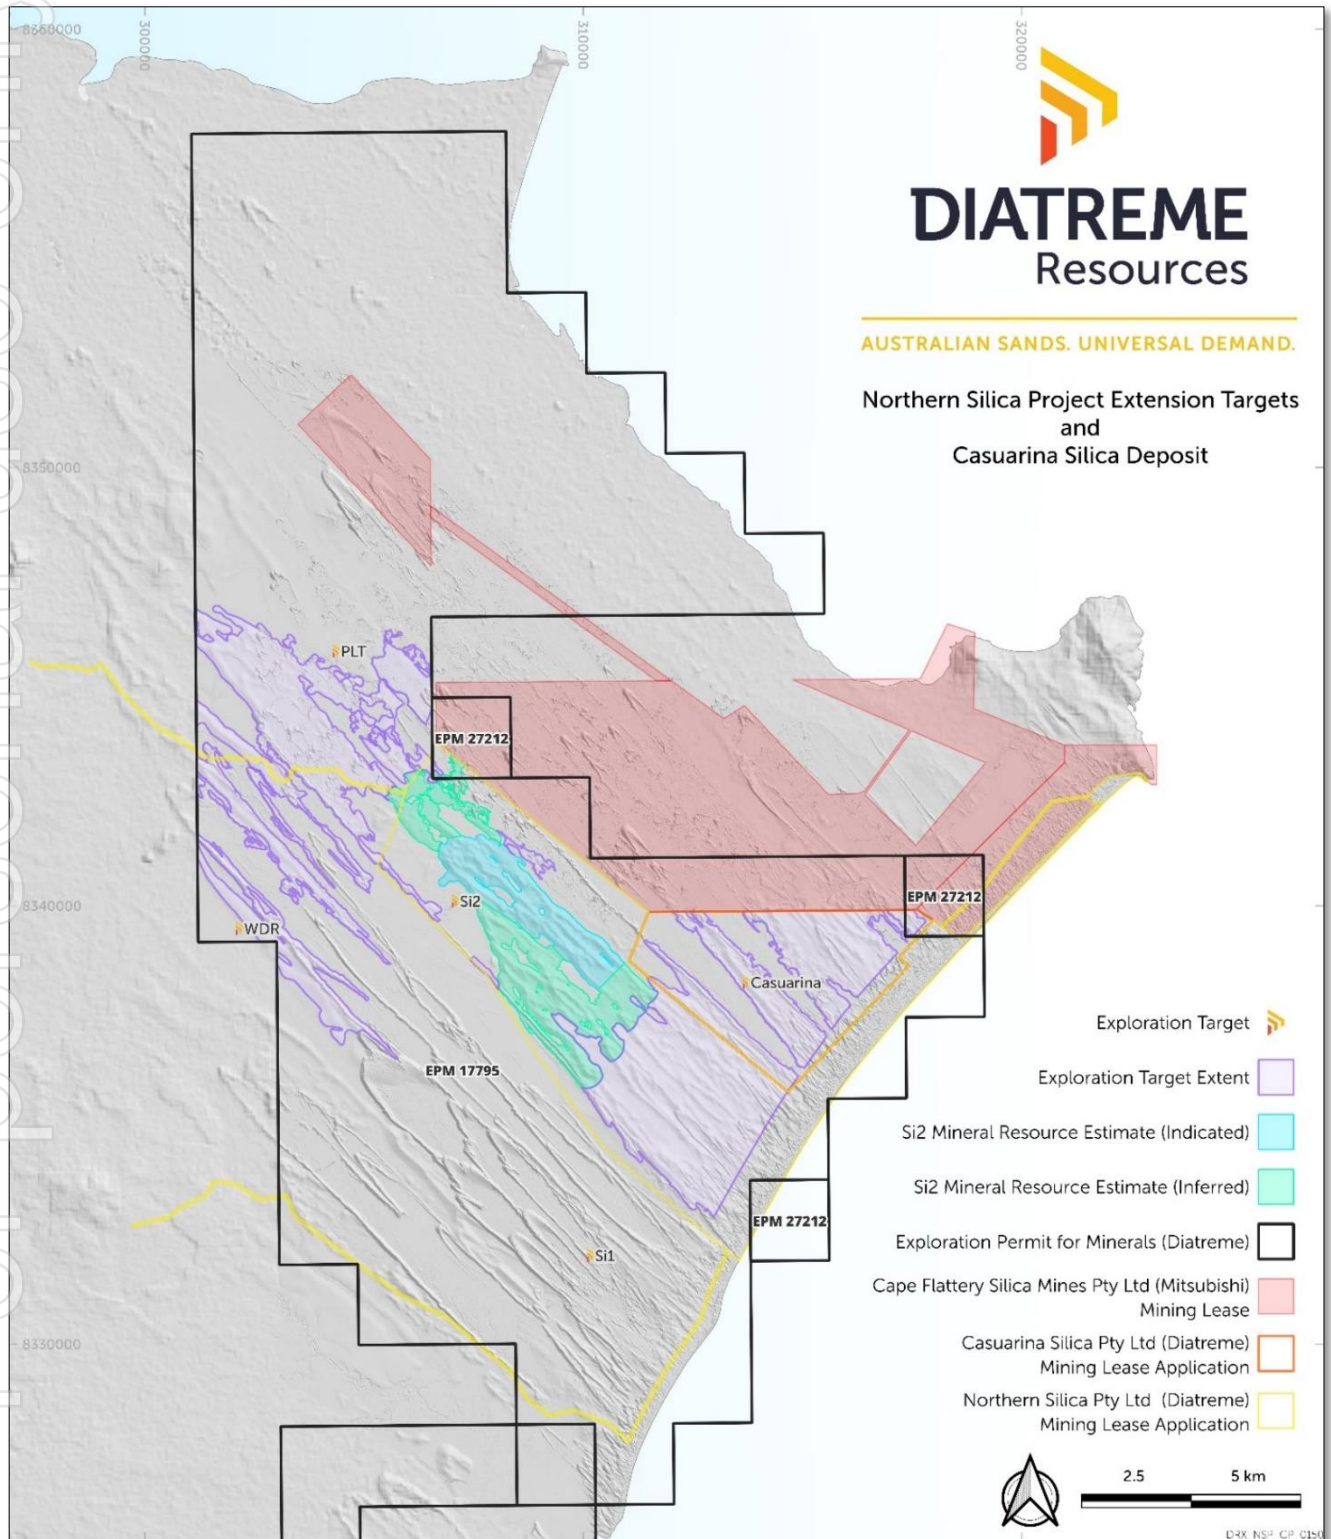 8360000
300000
310000
320000
DIATREME
Resources
AUSTRALIAN SANDS. UNIVERSAL DEMAND.
Northern Silica Project Extension Targets
and
Casuarina Silica Deposit
8350000
PLT
EPM 27212
8340000
Si2
EPM 27212
WDR
Casuarina
Exploration Target
EPM 17795
Exploration Target Extent
Si2 Mineral Resource Estimate (Indicated)
Si2 Mineral Resource Estimate (Inferred)
EPM 27212
Exploration Permit for Minerals (Diatreme)
Si1
Cape Flattery Silica Mines Pty Ltd (Mitsubishi)
Mining Lease
8330000
Casuarina Silica Pty Ltd (Diatreme)
Mining Lease Application
Northern Silica Pty Ltd (Diatreme)
Mining Lease Application
2.5
5 km